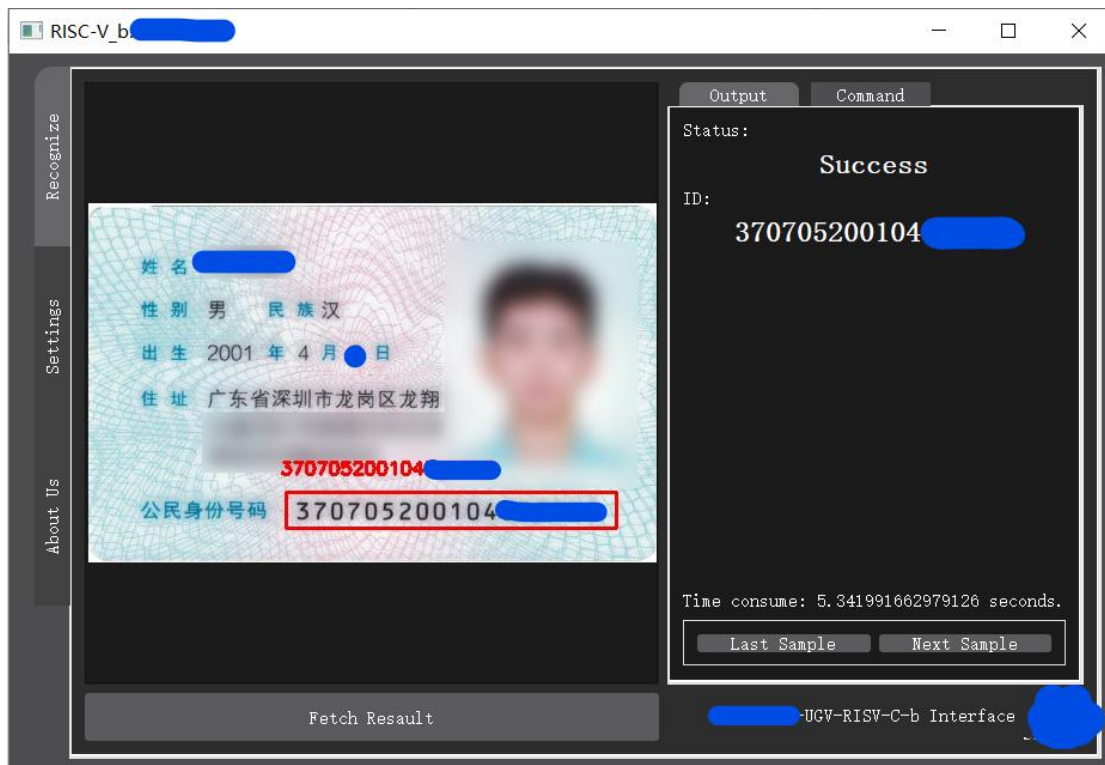 RISC-V_b
Recognize
Settings
About Us
姓 名
性 别 男 民 族 汉
出 生 2001 年 4 月 日
住 址 广东省深圳市龙岗区龙翔
370705200104
公民身份号码 370705200104
Fetch Resault
Output Command
Status:
Success
ID:
370705200104
Time consume: 5.341991662979126 seconds.
Last Sample Next Sample
-UGV-RISV-C-b Interface